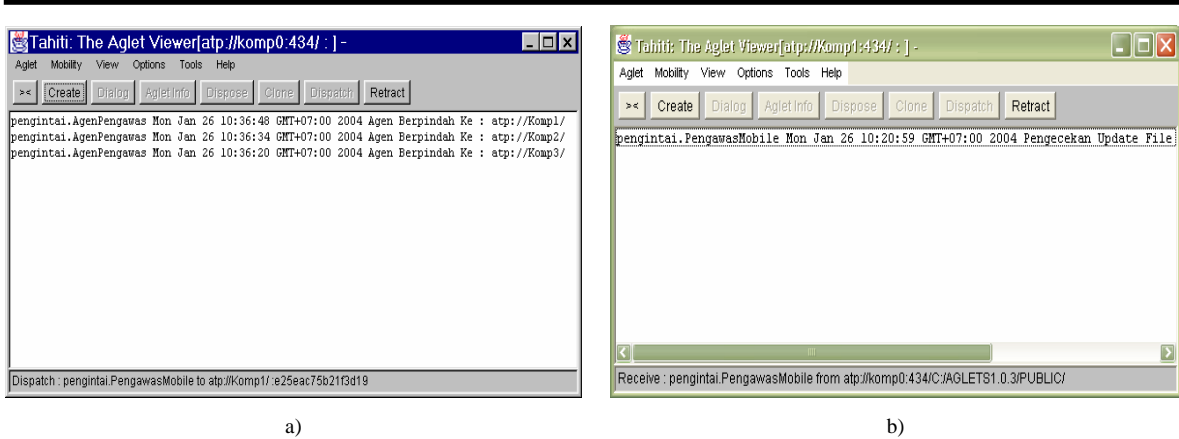 Tahiti: The Aglet Viewer[atp://komp0:434/ : ] -
Aglet Mobility View Options Tools Help
>< Create Dialog AgletInfo Dispose Clone Dispatch Retract
pengintai.AgenPengawas Mon Jan 26 10:36:48 GMT+07:00 2004 Agen Berpindah Ke : atp://Komp1/
pengintai.AgenPengawas Mon Jan 26 10:36:34 GMT+07:00 2004 Agen Berpindah Ke : atp://Komp2/
pengintai.AgenPengawas Mon Jan 26 10:36:20 GMT+07:00 2004 Agen Berpindah Ke : atp://Komp3/
Dispatch : pengintai.PengawasMobile to atp://Komp1/ :e25eac75b21f3d19
a)
Tahiti: The Aglet Viewer[atp://Komp1:434/ : ] -
Aglet Mobility View Options Tools Help
>< Create Dialog Aglet Info Dispose Clone Dispatch Retract
pengintai.PengawasMobile Mon Jan 26 10:20:59 GMT+07:00 2004 Pengecekan Update File
Receive : pengintai.PengawasMobile from atp://komp0:434/C:/AGLETS1.0.3/PUBLIC/
b)